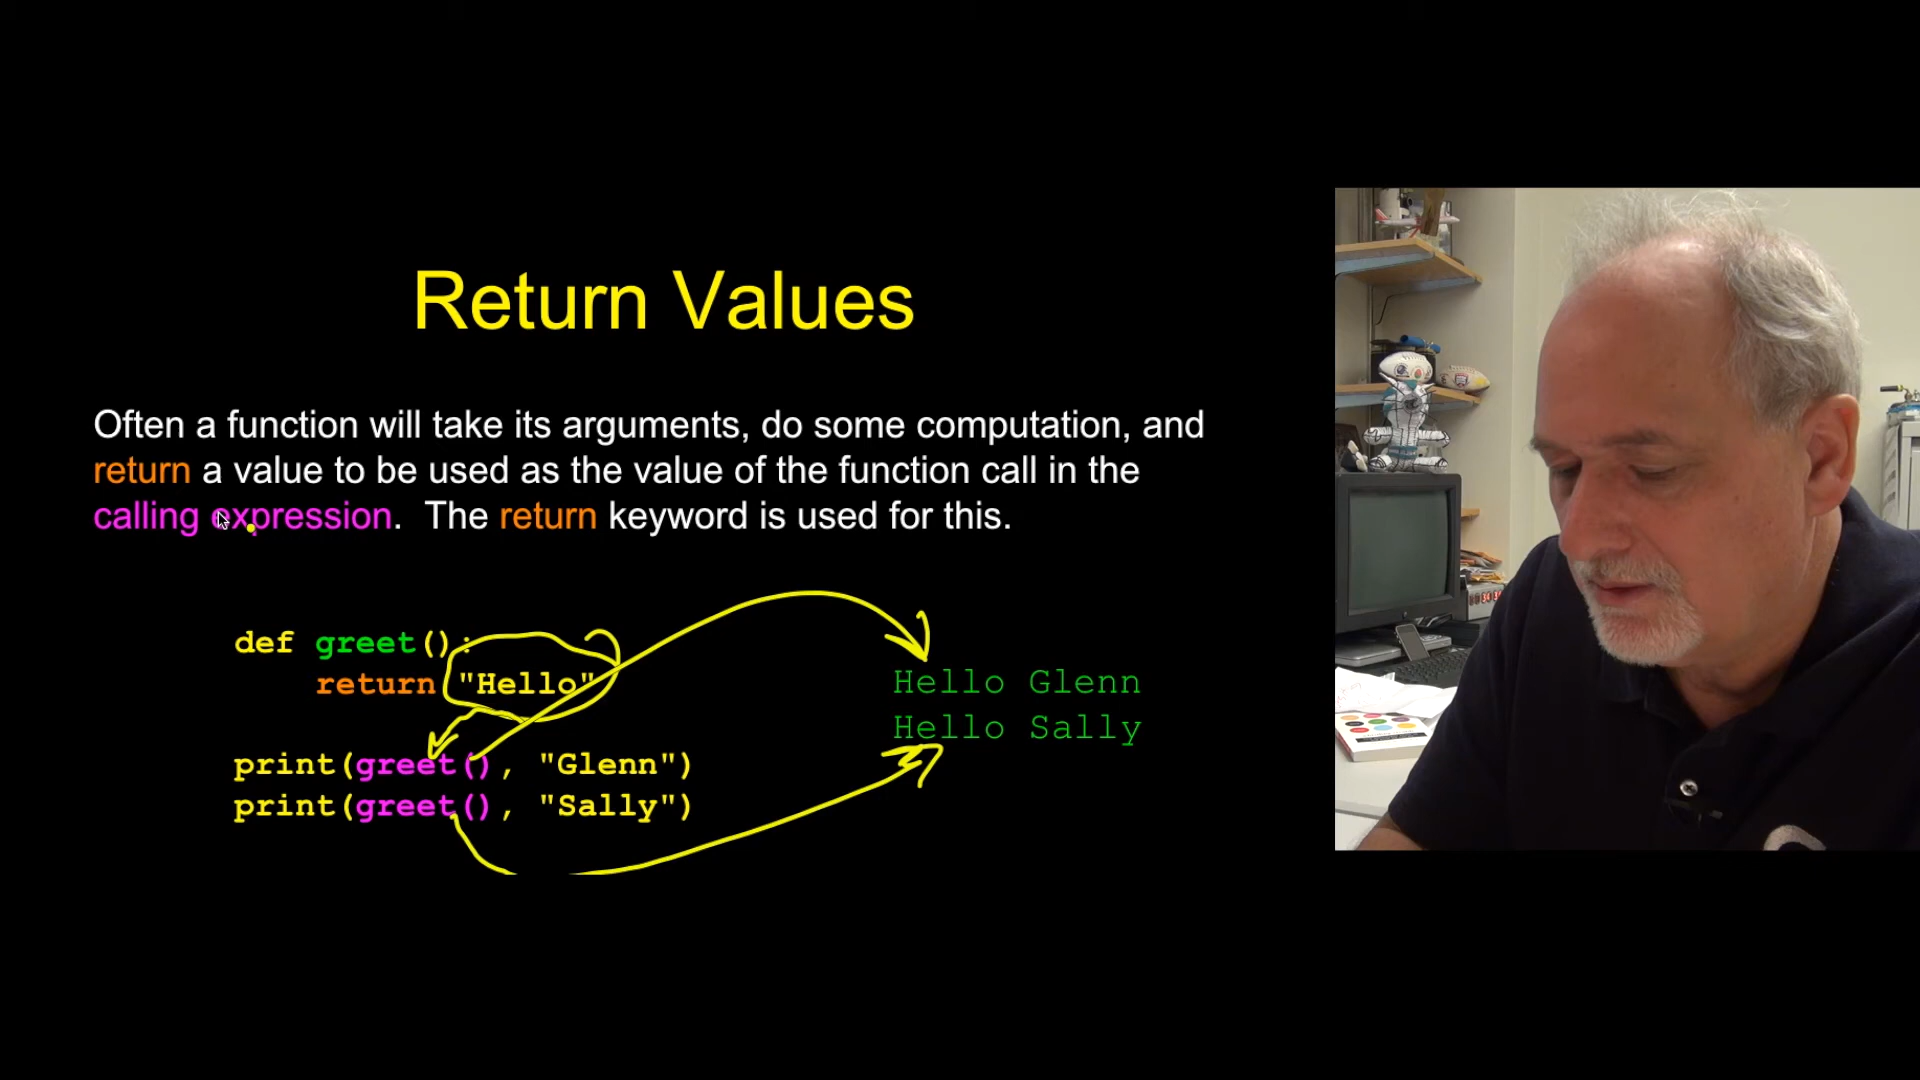 Return Values
Often a function will take its arguments, do some computation, and
return a value to be used as the value of the function call in the
calling expression.  The return keyword is used for this.
def greet():
    return "Hello"
print(greet(), "Glenn")
print(greet(), "Sally")
Hello Glenn
Hello Sally